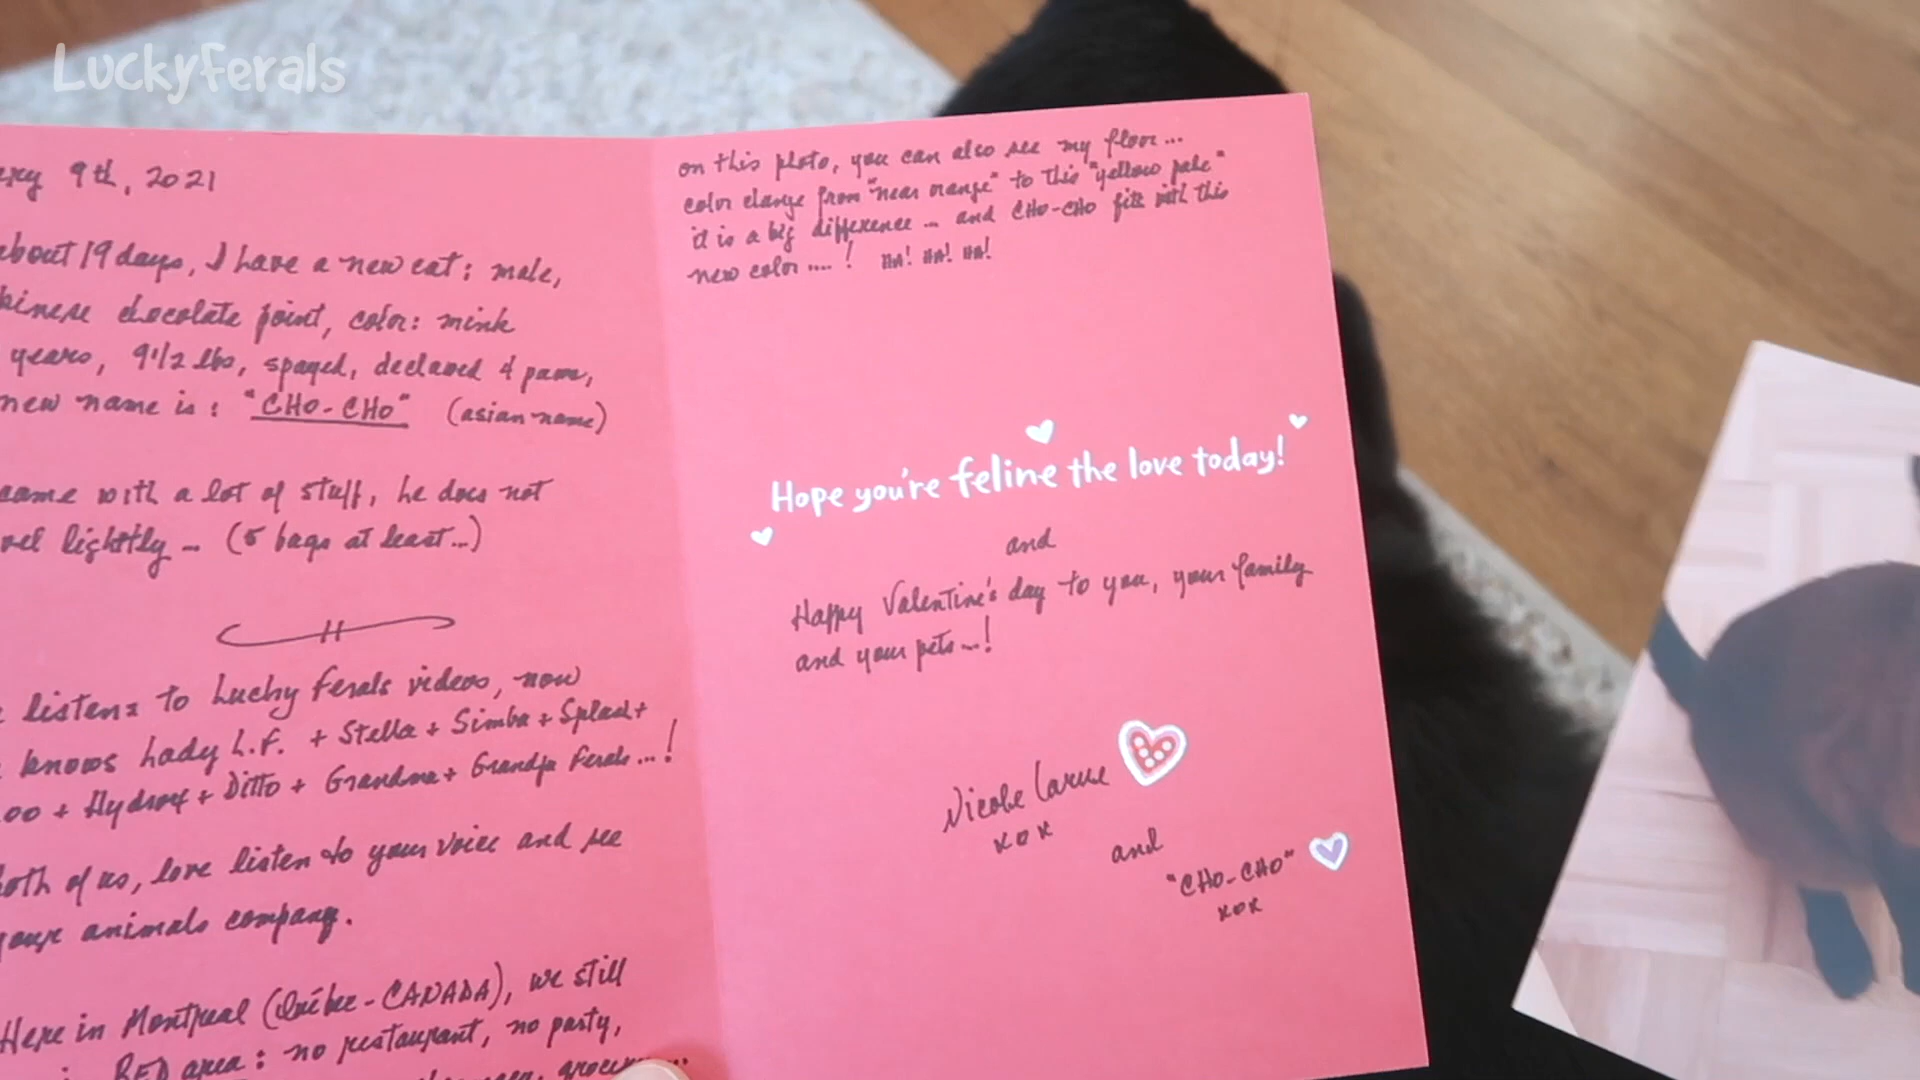 LuckyFerals
9th, 2021
about 19 days, I have a new cat: male,
chocolate point, color: mink
years, 9 1/2 lbs, spayed, declawed 4 paws,
new name is: "CHO-CHO" (asian name)
came with a lot of stuff, he does not
lightly... (5 bags at least...)
listens to Lucky Ferals videos, now
knows Lady L.F. + Stella + Simba + Splash +
+ Hydrox + Ditto + Grandma + Grandpa Ferals...!
both of us, love listen to your voice and see
your animals company.
Here in Montreal (Québec-CANADA), we still
RED area: no restaurant, no party,
on this photo, you can also see my floor...
color change from "near orange" to this "yellow pale"
it is a big difference... and CHO-CHO fits with this
new color....! HA! HA! HA!
Hope you're feline the love today!
and
Happy Valentine's day to you, your family
and your pets...!
Nicole Larue
xox
and
"CHO-CHO"
xox